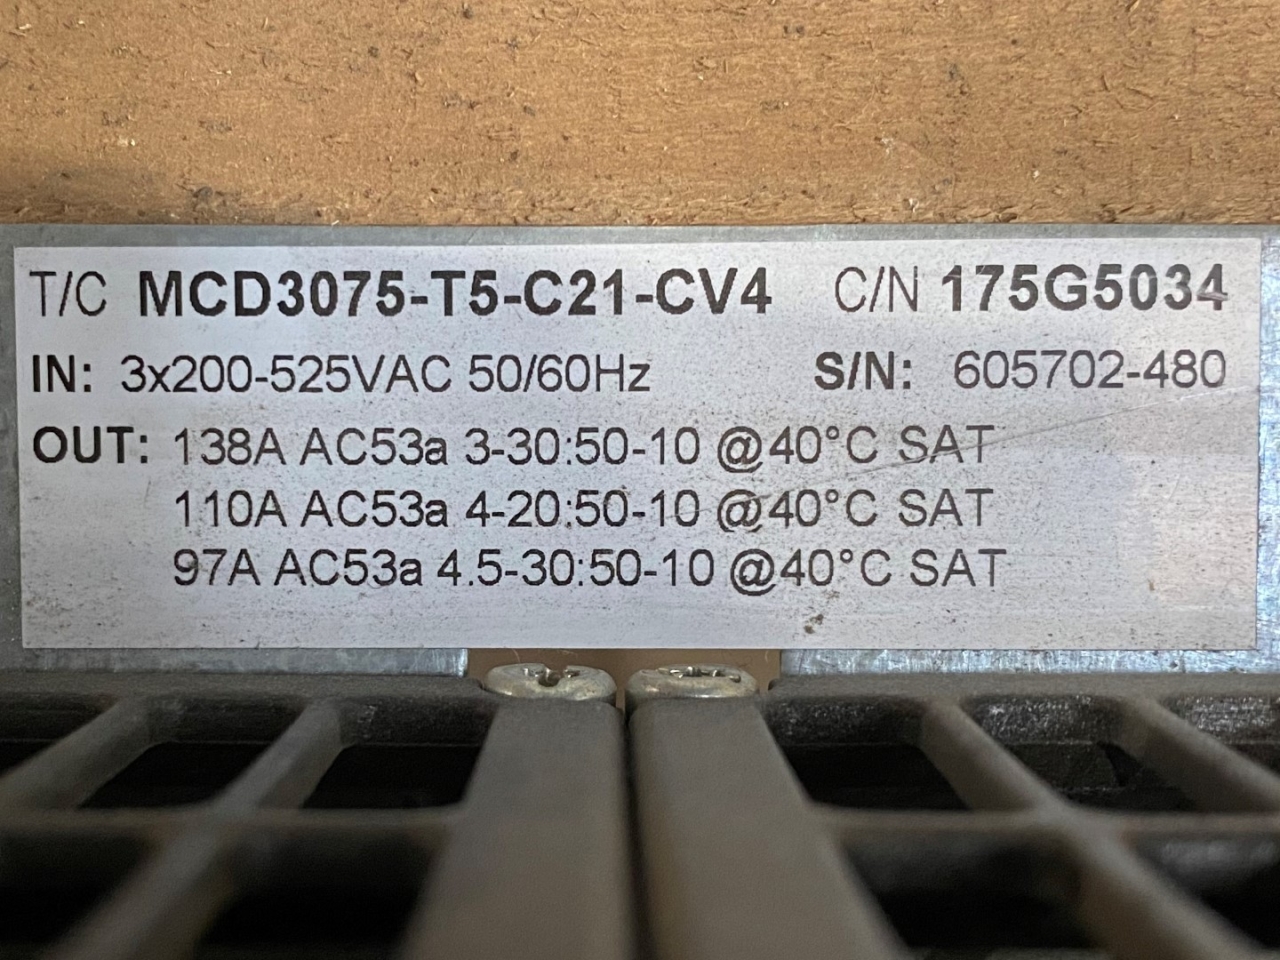 T/C MCD3075-T5-C21-CV4 C/N 175G5034
IN: 3x200-525VAC 50/60Hz S/N: 605702-480
OUT: 138A AC53a 3-30:50-10 @40°C SAT
110A AC53a 4-20:50-10 @40°C SAT
97A AC53a 4.5-30:50-10 @40°C SAT